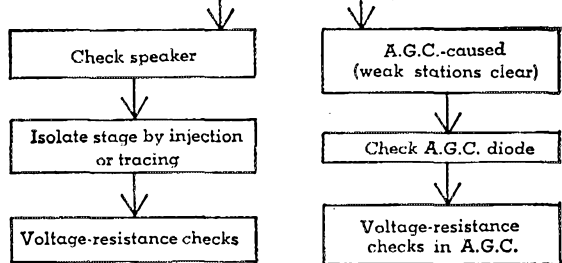 Check speaker
Isolate stage by injection
or tracing
Voltage-resistance checks
A.G.C.-caused
(weak stations clear)
Check A.G.C. diode
Voltage-resistance
checks in A.G.C.